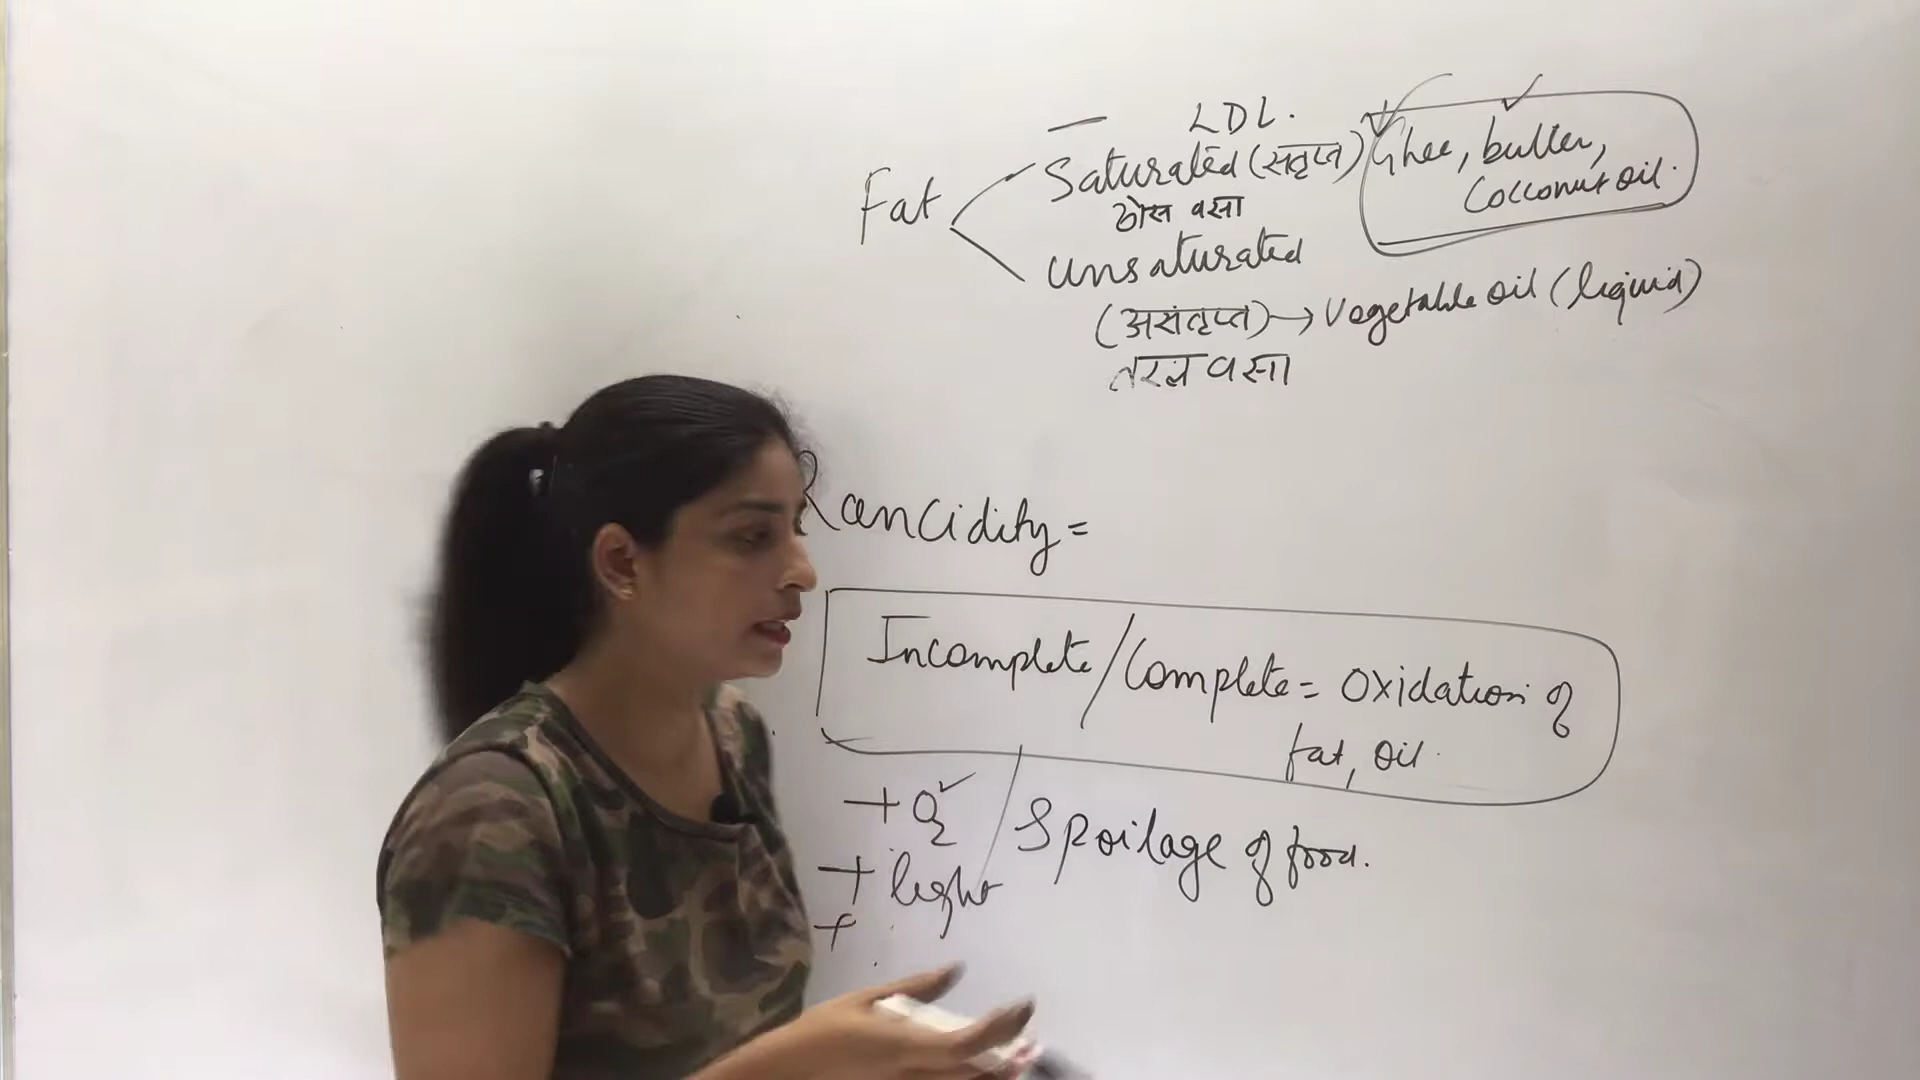 LDL.
Fat
Saturated (संतृप्त) Ghee, butter,
Coconut oil.
ठोस वसा
Unsaturated
(असंतृप्त) → Vegetable oil (liquid)
तरल वसा
Rancidity =
Incomplete / Complete = Oxidation of
fat, oil.
+ O2
Spoilage of food.
+ light
+